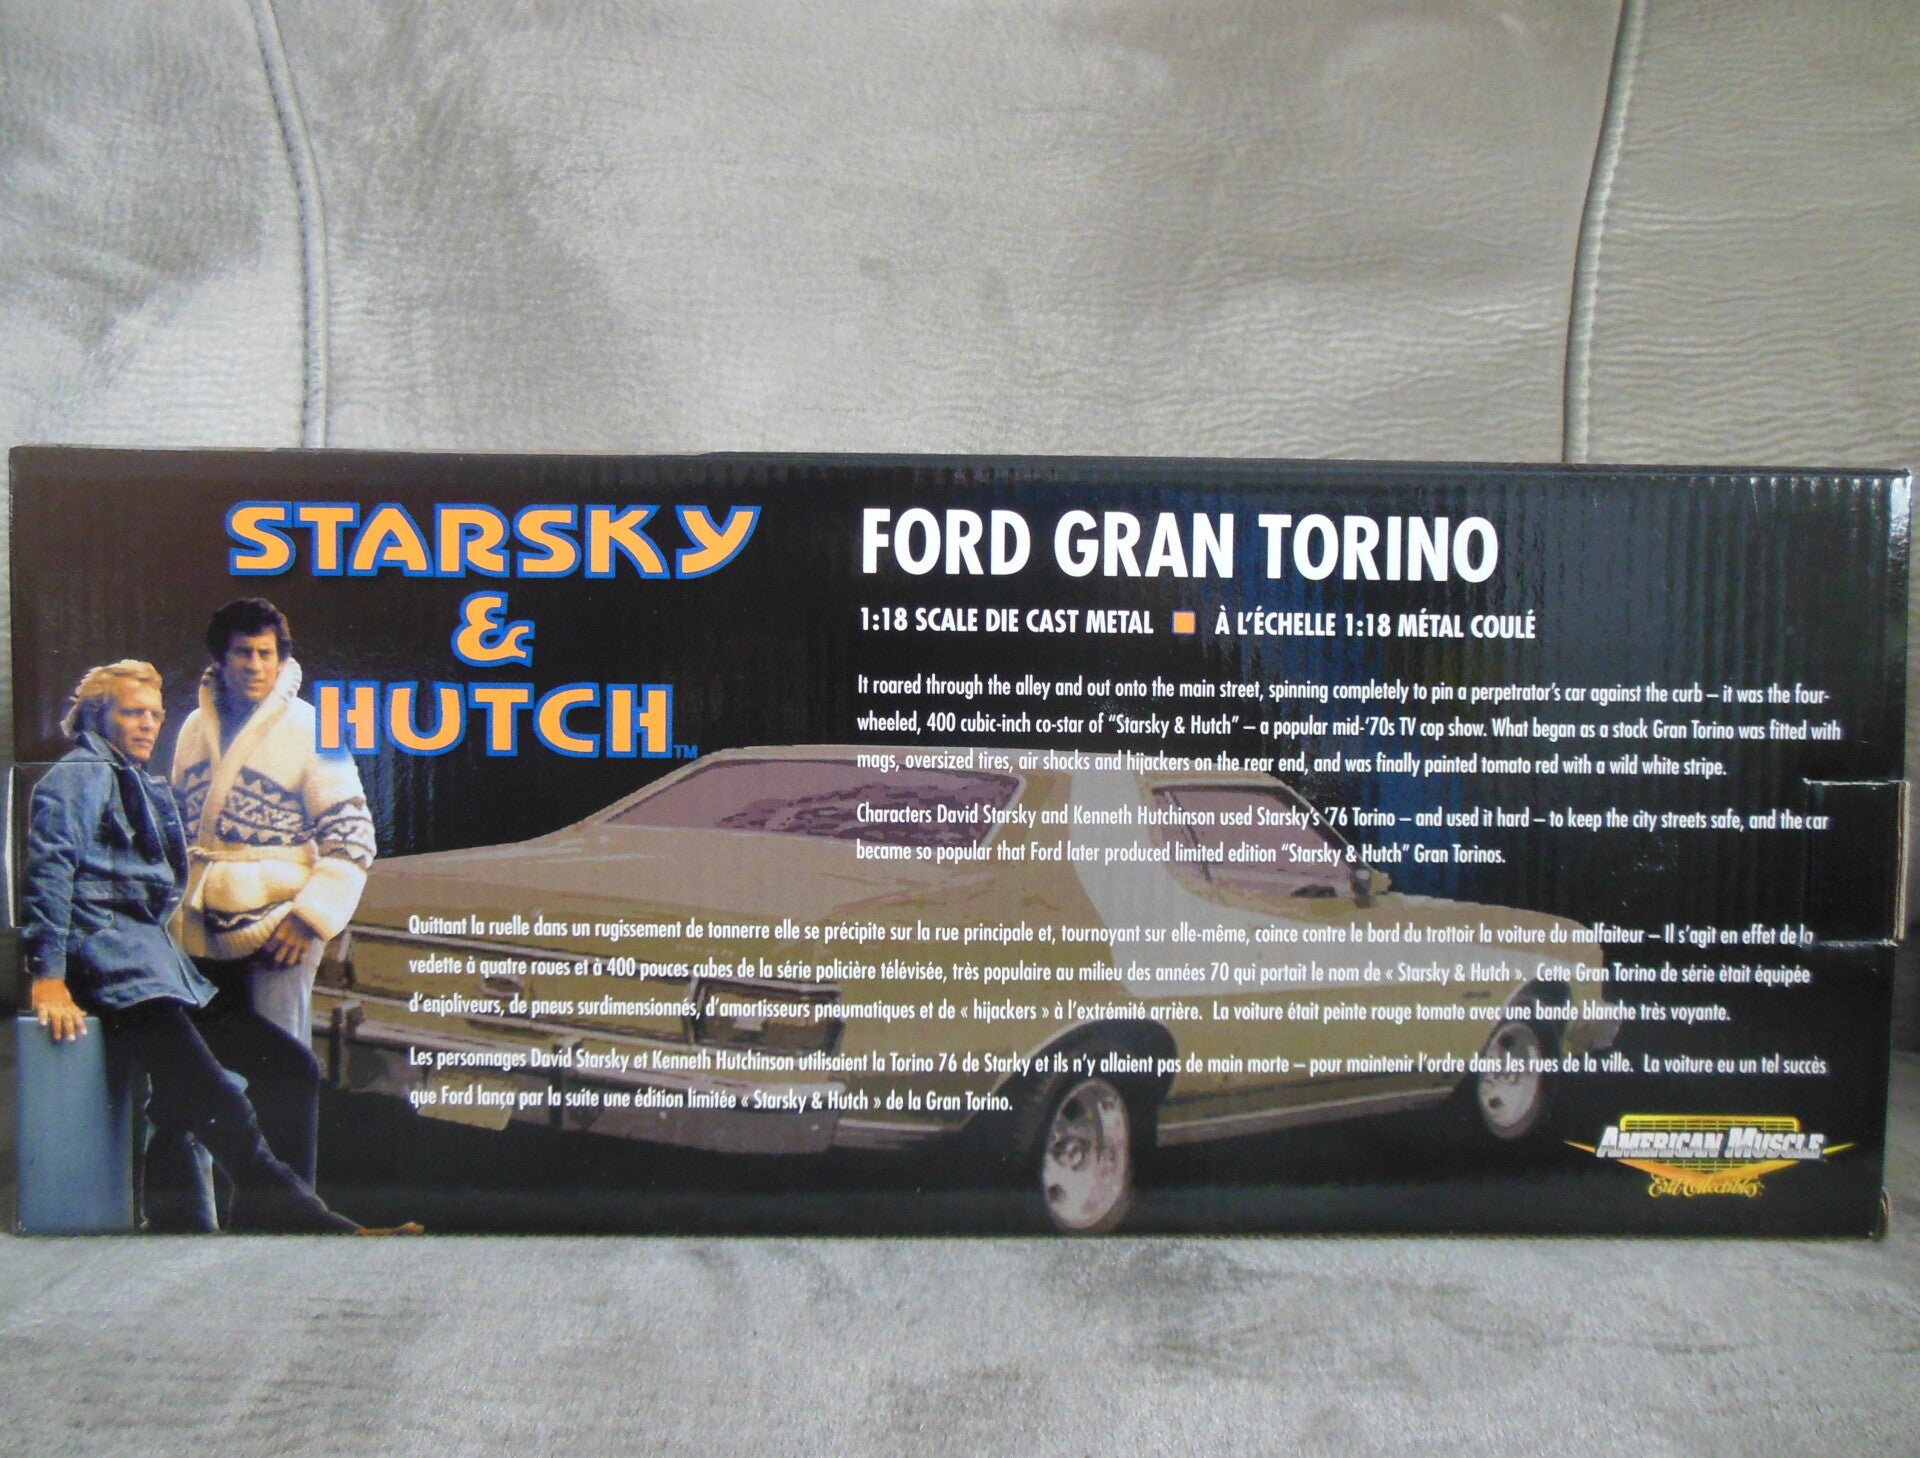 STARSKY
&
HUTCH TM
FORD GRAN TORINO
1:18 SCALE DIE CAST METAL ■ À L'ÉCHELLE 1:18 MÉTAL COULÉ
It roared through the alley and out onto the main street, spinning completely to pin a perpetrator's car against the curb – it was the four-
wheeled, 400 cubic-inch co-star of "Starsky & Hutch" – a popular mid-'70s TV cop show. What began as a stock Gran Torino was fitted with
mags, oversized tires, air shocks and hijackers on the rear end, and was finally painted tomato red with a wild white stripe.
Characters David Starsky and Kenneth Hutchinson used Starsky's '76 Torino – and used it hard – to keep the city streets safe, and the car
became so popular that Ford later produced limited edition "Starsky & Hutch" Gran Torinos.
Quittant la ruelle dans un rugissement de tonnerre elle se précipite sur la rue principale et, tournoyant sur elle-même, coince contre le bord du trottoir la voiture du malfaiteur – Il s'agit en effet de la
vedette à quatre roues et à 400 pouces cubes de la série policière télévisée, très populaire au milieu des années 70 qui portait le nom de « Starsky & Hutch ». Cette Gran Torino de série ètait équipée
d'enjoliveurs, de pneus surdimensionnés, d'amortisseurs pneumatiques et de « hijackers » à l'extrémité arrière. La voiture était peinte rouge tomate avec une bande blanche très voyante.
Les personnages David Starsky et Kenneth Hutchinson utilisaient la Torino 76 de Starky et ils n'y allaient pas de main morte – pour maintenir l'ordre dans les rues de la ville. La voiture eu un tel succès
que Ford lança par la suite une édition limitée « Starsky & Hutch » de la Gran Torino.
AMERICAN MUSCLE
Ertl Collectibles